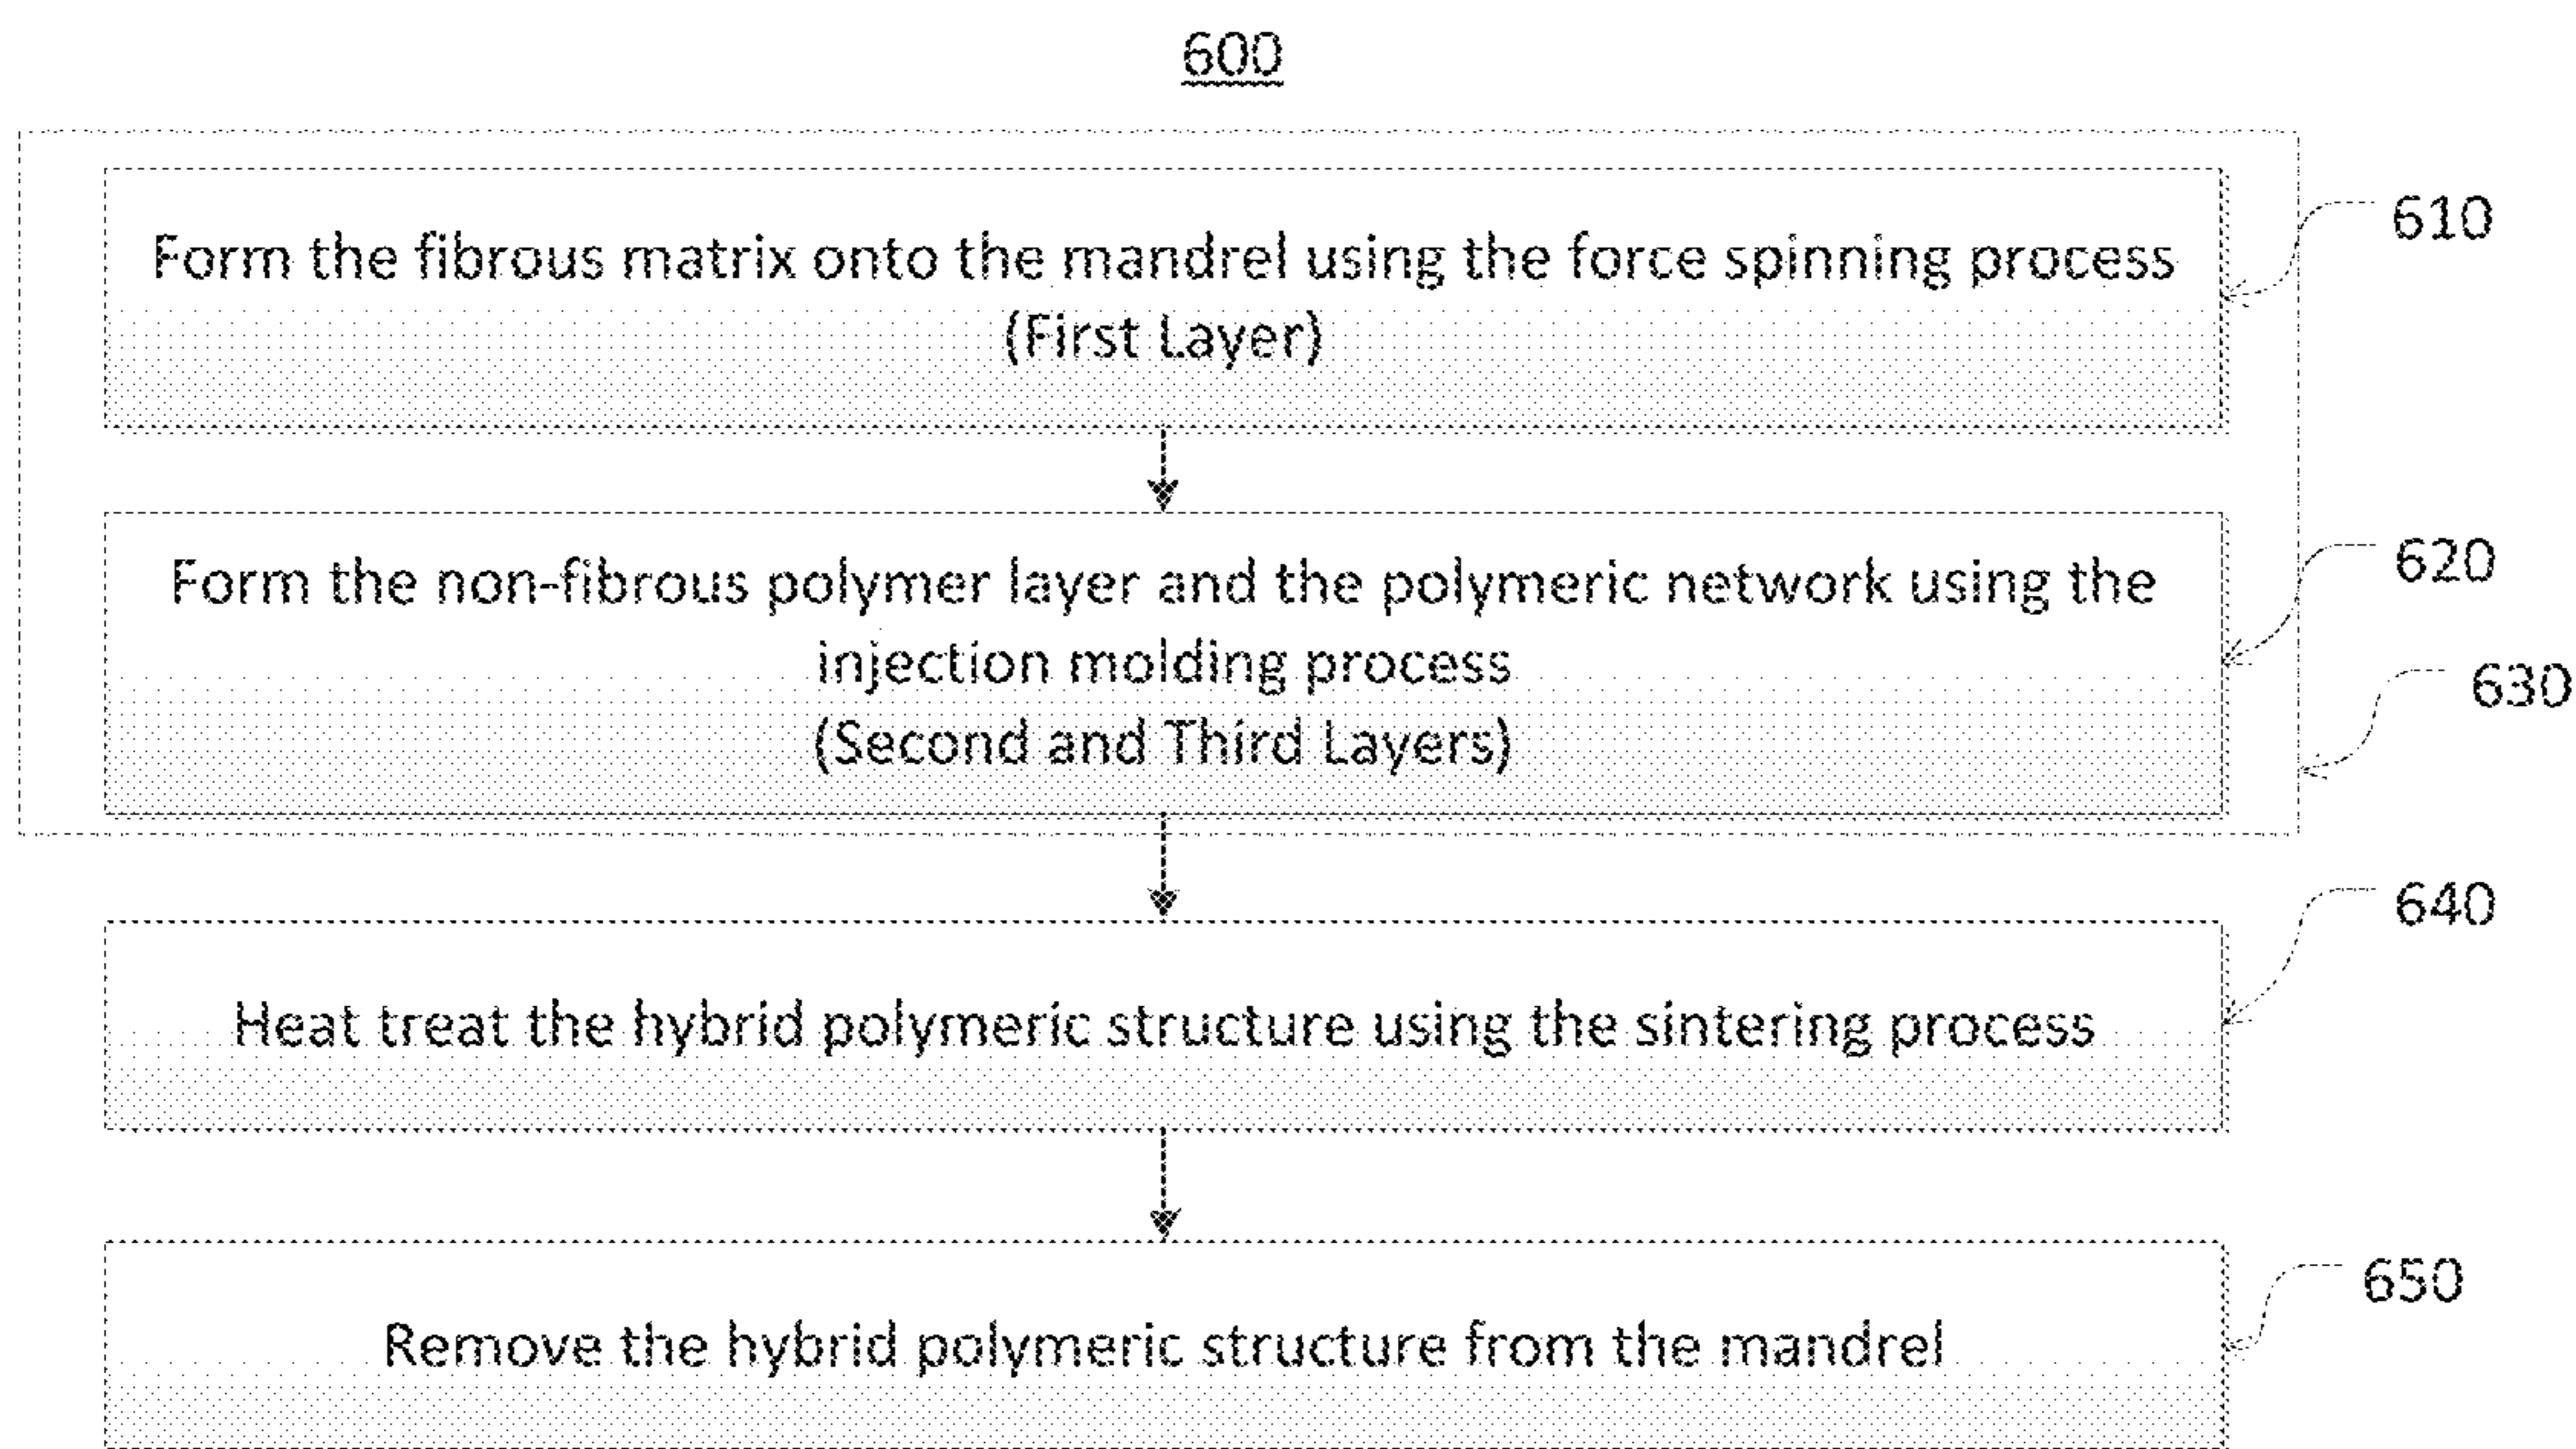 600
Form the fibrous matrix onto the mandrel using the force spinning process
(First Layer)
610
Form the non-fibrous polymer layer and the polymeric network using the
injection molding process
(Second and Third Layers)
620
630
Heat treat the hybrid polymeric structure using the sintering process
640
Remove the hybrid polymeric structure from the mandrel
650